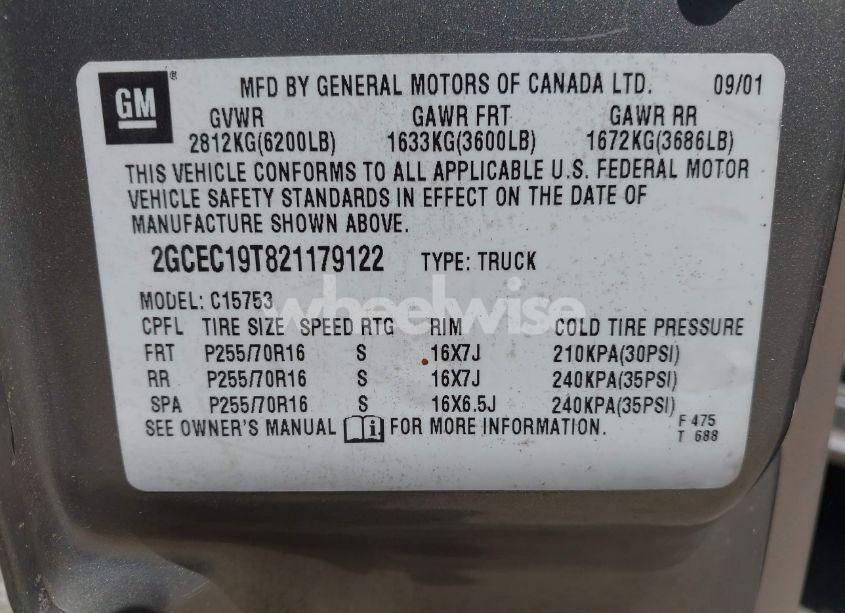 GM ® MFD BY GENERAL MOTORS OF CANADA LTD. 09/01
GVWR GAWR FRT GAWR RR
2812KG(6200LB) 1633KG(3600LB) 1672KG(3686LB)
THIS VEHICLE CONFORMS TO ALL APPLICABLE U.S. FEDERAL MOTOR
VEHICLE SAFETY STANDARDS IN EFFECT ON THE DATE OF
MANUFACTURE SHOWN ABOVE.
2GCEC19T821179122 TYPE: TRUCK
MODEL: C15753
wheelwise
CPFL TIRE SIZE SPEED RTG RIM COLD TIRE PRESSURE
FRT P255/70R16 S 16X7J 210KPA(30PSI)
RR P255/70R16 S 16X7J 240KPA(35PSI)
SPA P255/70R16 S 16X6.5J 240KPA(35PSI)
SEE OWNER'S MANUAL i FOR MORE INFORMATION. F 475
T 688